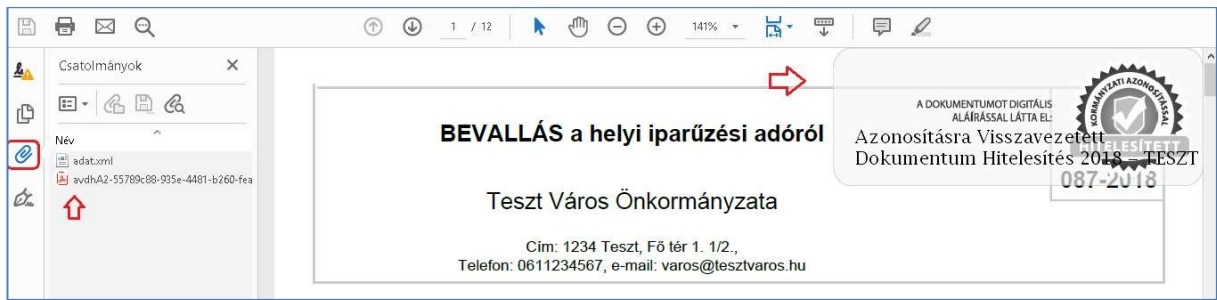 1 / 12
141%
Csatolmányok
Név
adat.xml
avdhA2-55789c88-935e-4481-b260-fea
BEVALLÁS a helyi iparűzési adóról
Teszt Város Önkormányzata
Cím: 1234 Teszt, Fő tér 1. 1/2.,
Telefon: 0611234567, e-mail: varos@tesztvaros.hu
A DOKUMENTUMOT DIGITÁLIS
ALÁÍRÁSSAL LÁTTA EL:
Azonosításra Visszavezetett
Dokumentum Hitelesítés 2018 – TESZT
KORMÁNYZATI AZONOSÍTÁSSAL
HITELESÍTETT
087-2018